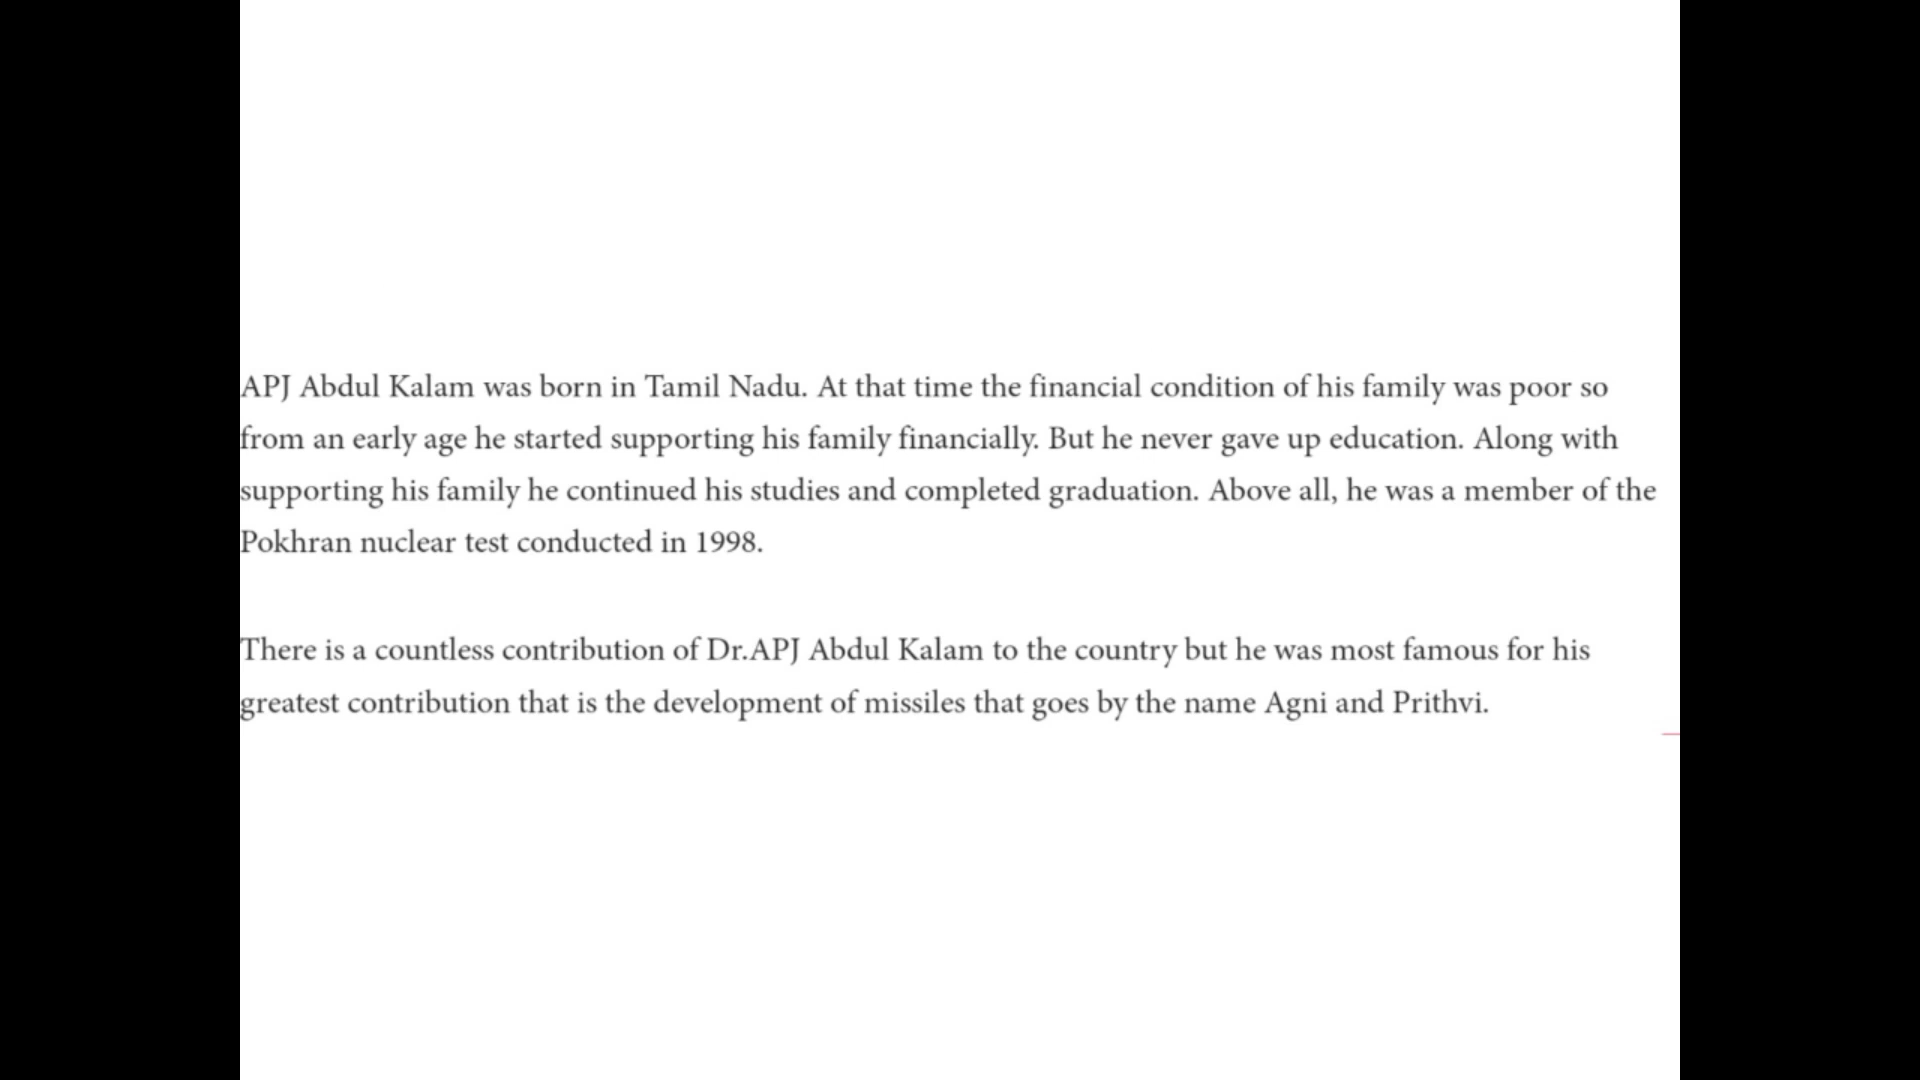 APJ Abdul Kalam was born in Tamil Nadu. At that time the financial condition of his family was poor so
from an early age he started supporting his family financially. But he never gave up education. Along with
supporting his family he continued his studies and completed graduation. Above all, he was a member of the
Pokhran nuclear test conducted in 1998.
There is a countless contribution of Dr.APJ Abdul Kalam to the country but he was most famous for his
greatest contribution that is the development of missiles that goes by the name Agni and Prithvi.